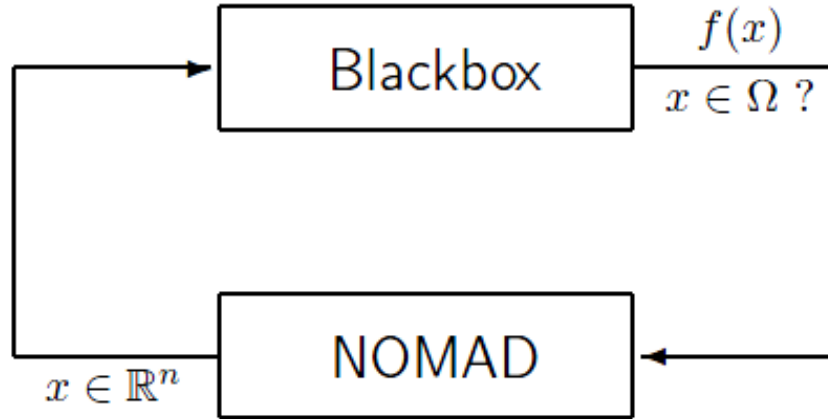 Blackbox
f(x)
x ∈ Ω ?
NOMAD
x ∈ ℝⁿ